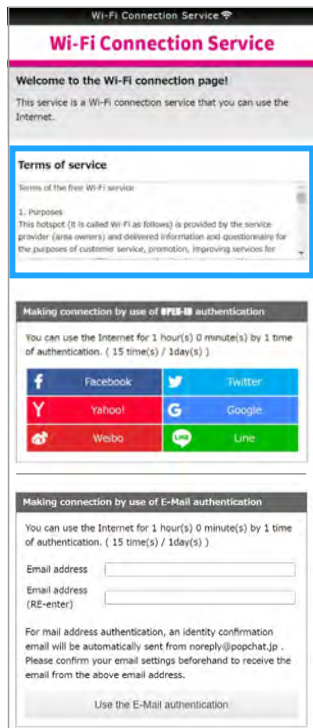 Wi-Fi Connection Service
Wi-Fi Connection Service
Welcome to the Wi-Fi connection page!
This service is a Wi-Fi connection service that you can use the
Internet.
Terms of service
Terms of the free Wi-Fi service
1. Purposes
This hotspot (it is called Wi-Fi as follows) is provided by the service
provider (area owners) and delivered information and questionnaire for
the purposes of customer service, promotion, improving services for
Making connection by use of OPEN-ID authentication
You can use the Internet for 1 hour(s) 0 minute(s) by 1 time
of authentication. ( 15 time(s) / 1day(s) )
Facebook
Twitter
Yahoo!
Google
Weibo
LINE
Line
Making connection by use of E-Mail authentication
You can use the Internet for 1 hour(s) 0 minute(s) by 1 time
of authentication. ( 15 time(s) / 1day(s) )
Email address
Email address
(RE-enter)
For mail address authentication, an identity confirmation
email will be automatically sent from noreply@popchat.jp .
Please confirm your email settings beforehand to receive the
email from the above email address.
Use the E-Mail authentication